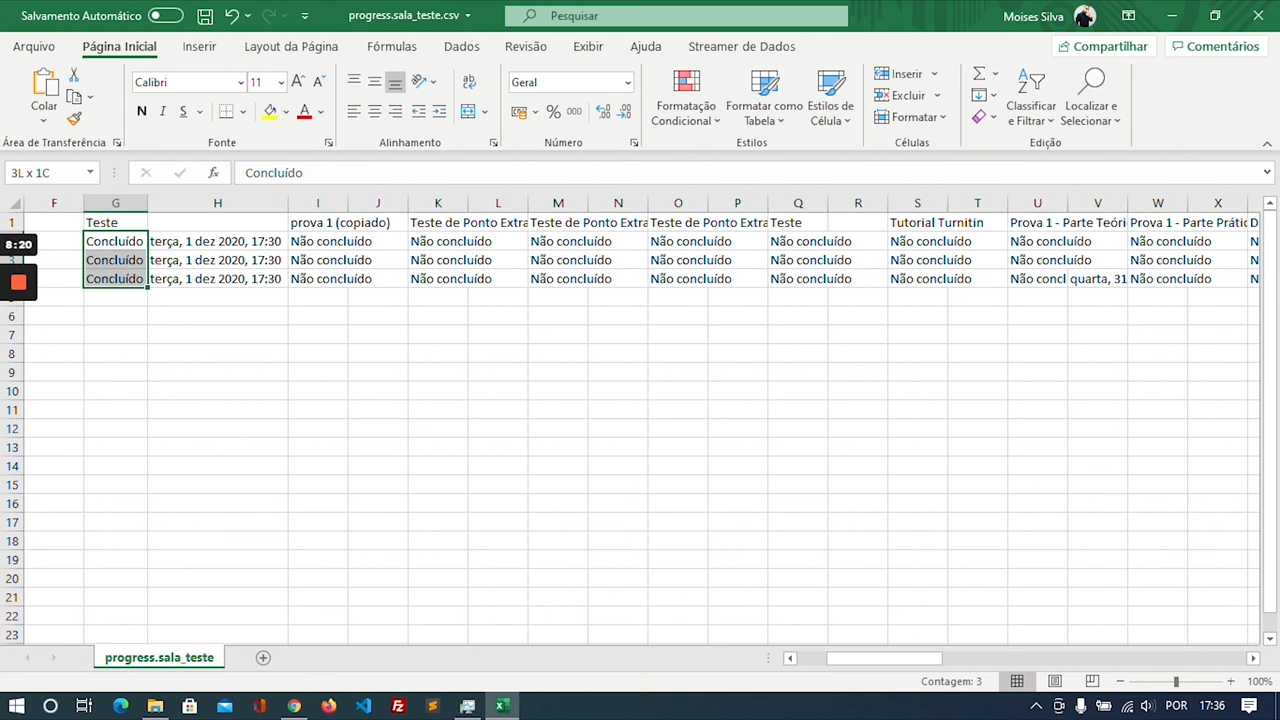 Salvamento Automático
progress.sala_teste.csv
Pesquisar
Moises Silva
Arquivo Página Inicial Inserir Layout da Página Fórmulas Dados Revisão Exibir Ajuda Streamer de Dados Compartilhar Comentários
Colar
Calibri 11
N I S
Geral
% 000
Formatação Condicional
Formatar como Tabela
Estilos de Célula
Inserir
Excluir
Formatar
Classificar e Filtrar
Localizar e Selecionar
Área de Transferência Fonte Alinhamento Número Estilos Células Edição
3L x 1C fx Concluído
F G H I J K L M N O P Q R S T U V W X
1 Teste prova 1 (copiado) Teste de Ponto Extra Teste de Ponto Extra Teste de Ponto Extra Teste Tutorial Turnitin Prova 1 - Parte Teóri Prova 1 - Parte Prátic D
8:20 Concluído terça, 1 dez 2020, 17:30 Não concluído Não concluído Não concluído Não concluído Não concluído Não concluído Não concluído Não concluído N
3 Concluído terça, 1 dez 2020, 17:30 Não concluído Não concluído Não concluído Não concluído Não concluído Não concluído Não concluído Não concluído N
Concluído terça, 1 dez 2020, 17:30 Não concluído Não concluído Não concluído Não concluído Não concluído Não concluído Não concl quarta, 31 Não concluído N
6
7
8
9
10
11
12
13
14
15
16
17
18
19
20
21
22
23
progress.sala_teste
Contagem: 3 100%
POR 17:36